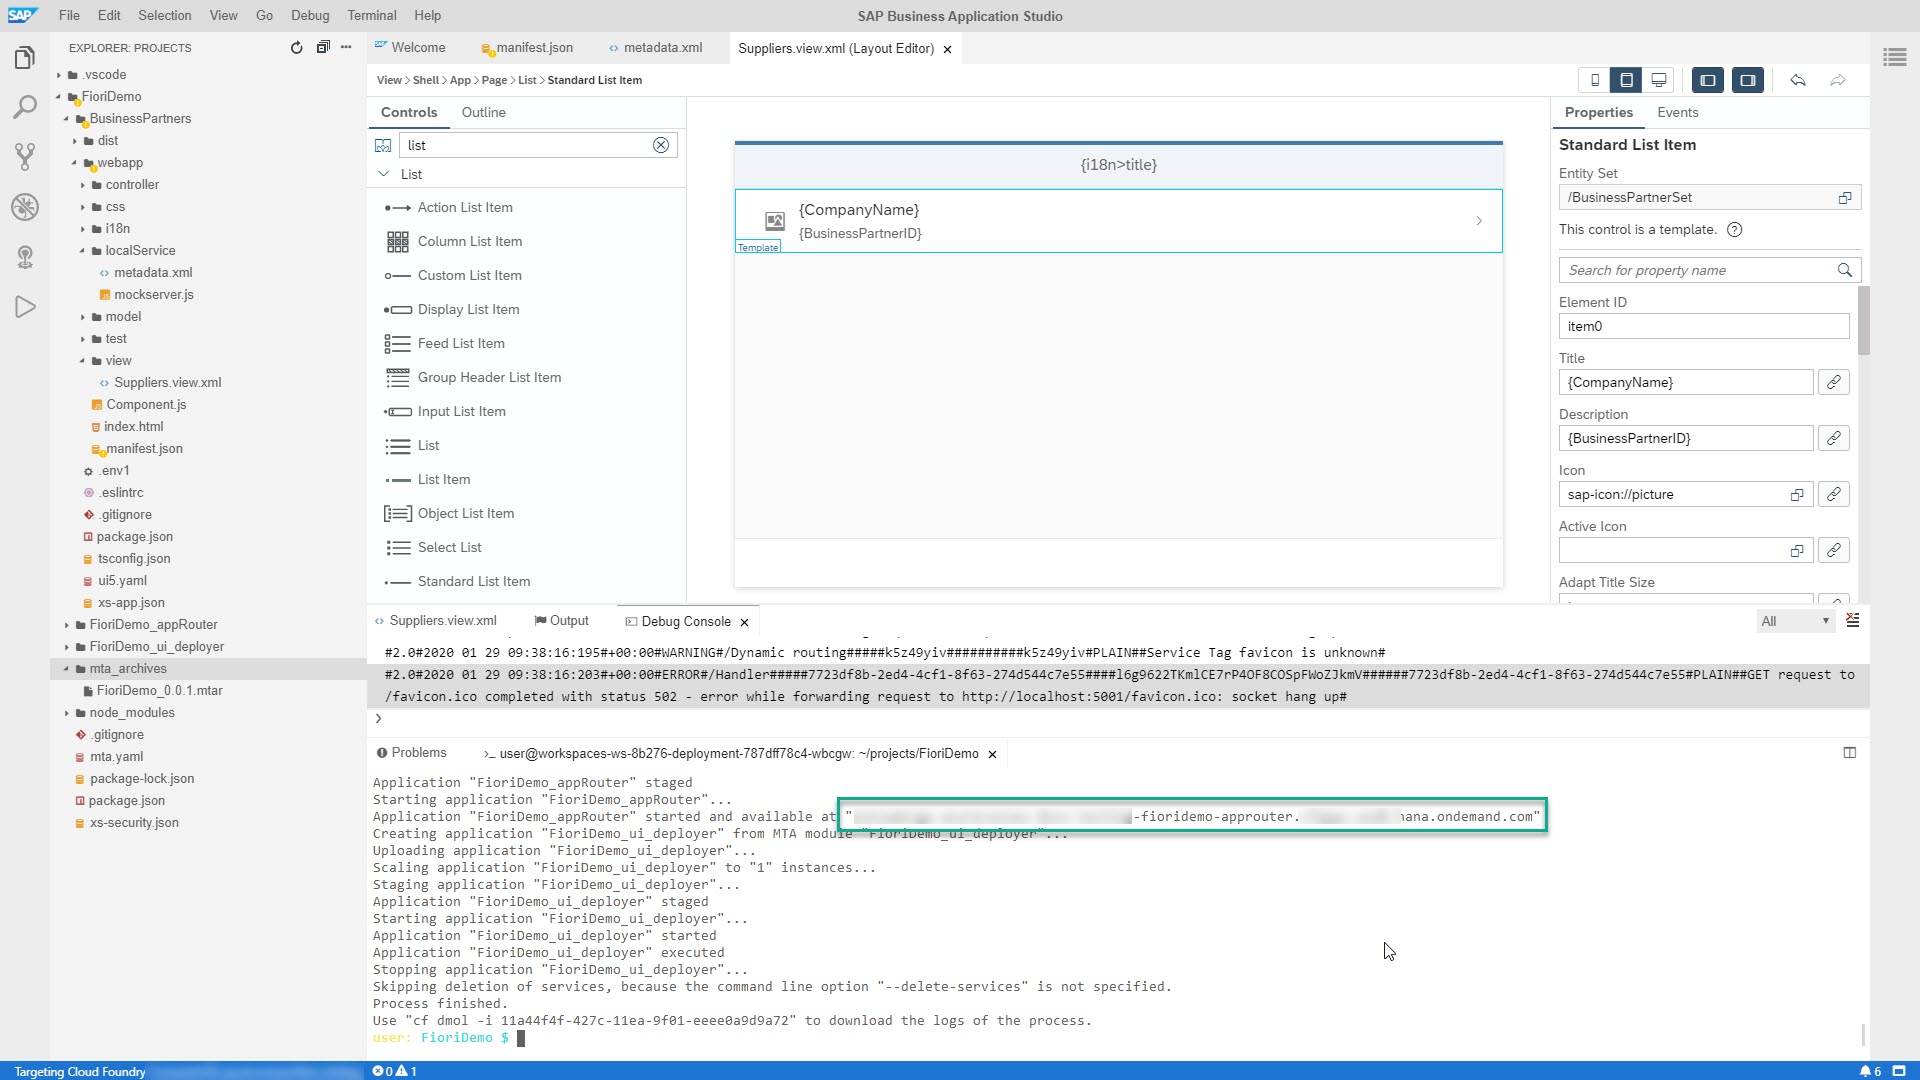 SAP File Edit Selection View Go Debug Terminal Help SAP Business Application Studio
EXPLORER: PROJECTS
.vscode
FioriDemo
BusinessPartners
dist
webapp
controller
css
i18n
localService
metadata.xml
mockserver.js
model
test
view
Suppliers.view.xml
Component.js
index.html
manifest.json
.env1
.eslintrc
.gitignore
package.json
tsconfig.json
ui5.yaml
xs-app.json
FioriDemo_appRouter
FioriDemo_ui_deployer
mta_archives
FioriDemo_0.0.1.mtar
node_modules
.gitignore
mta.yaml
package-lock.json
package.json
xs-security.json
Welcome manifest.json metadata.xml Suppliers.view.xml (Layout Editor)
View > Shell > App > Page > List > Standard List Item
Controls Outline
list
List
Action List Item
Column List Item
Custom List Item
Display List Item
Feed List Item
Group Header List Item
Input List Item
List
List Item
Object List Item
Select List
Standard List Item
{i18n>title}
{CompanyName}
{BusinessPartnerID}
Template
Properties Events
Standard List Item
Entity Set
/BusinessPartnerSet
This control is a template.
Search for property name
Element ID
item0
Title
{CompanyName}
Description
{BusinessPartnerID}
Icon
sap-icon://picture
Active Icon
Adapt Title Size
Suppliers.view.xml Output Debug Console All
#2.0#2020 01 29 09:38:16:195#+00:00#WARNING#/Dynamic routing#####k5z49yiv##########k5z49yiv#PLAIN##Service Tag favicon is unknown#
#2.0#2020 01 29 09:38:16:203#+00:00#ERROR#/Handler#####7723df8b-2ed4-4cf1-8f63-274d544c7e55####l6g9622TKmlCE7rP4OF8COSpFWoZJkmV######7723df8b-2ed4-4cf1-8f63-274d544c7e55#PLAIN##GET request to
/favicon.ico completed with status 502 - error while forwarding request to http://localhost:5001/favicon.ico: socket hang up#
Problems >_ user@workspaces-ws-8b276-deployment-787dff78c4-wbcgw: ~/projects/FioriDemo
Application "FioriDemo_appRouter" staged
Starting application "FioriDemo_appRouter"...
Application "FioriDemo_appRouter" started and available at "-fioridemo-approuter. hana.ondemand.com"
Creating application "FioriDemo_ui_deployer" from MTA module "FioriDemo_ui_deployer"...
Uploading application "FioriDemo_ui_deployer"...
Scaling application "FioriDemo_ui_deployer" to "1" instances...
Staging application "FioriDemo_ui_deployer"...
Application "FioriDemo_ui_deployer" staged
Starting application "FioriDemo_ui_deployer"...
Application "FioriDemo_ui_deployer" started
Application "FioriDemo_ui_deployer" executed
Stopping application "FioriDemo_ui_deployer"...
Skipping deletion of services, because the command line option "--delete-services" is not specified.
Process finished.
Use "cf dmol -i 11a44f4f-427c-11ea-9f01-eeee0a9d9a72" to download the logs of the process.
user: FioriDemo $
Targeting Cloud Foundry 0 1 6